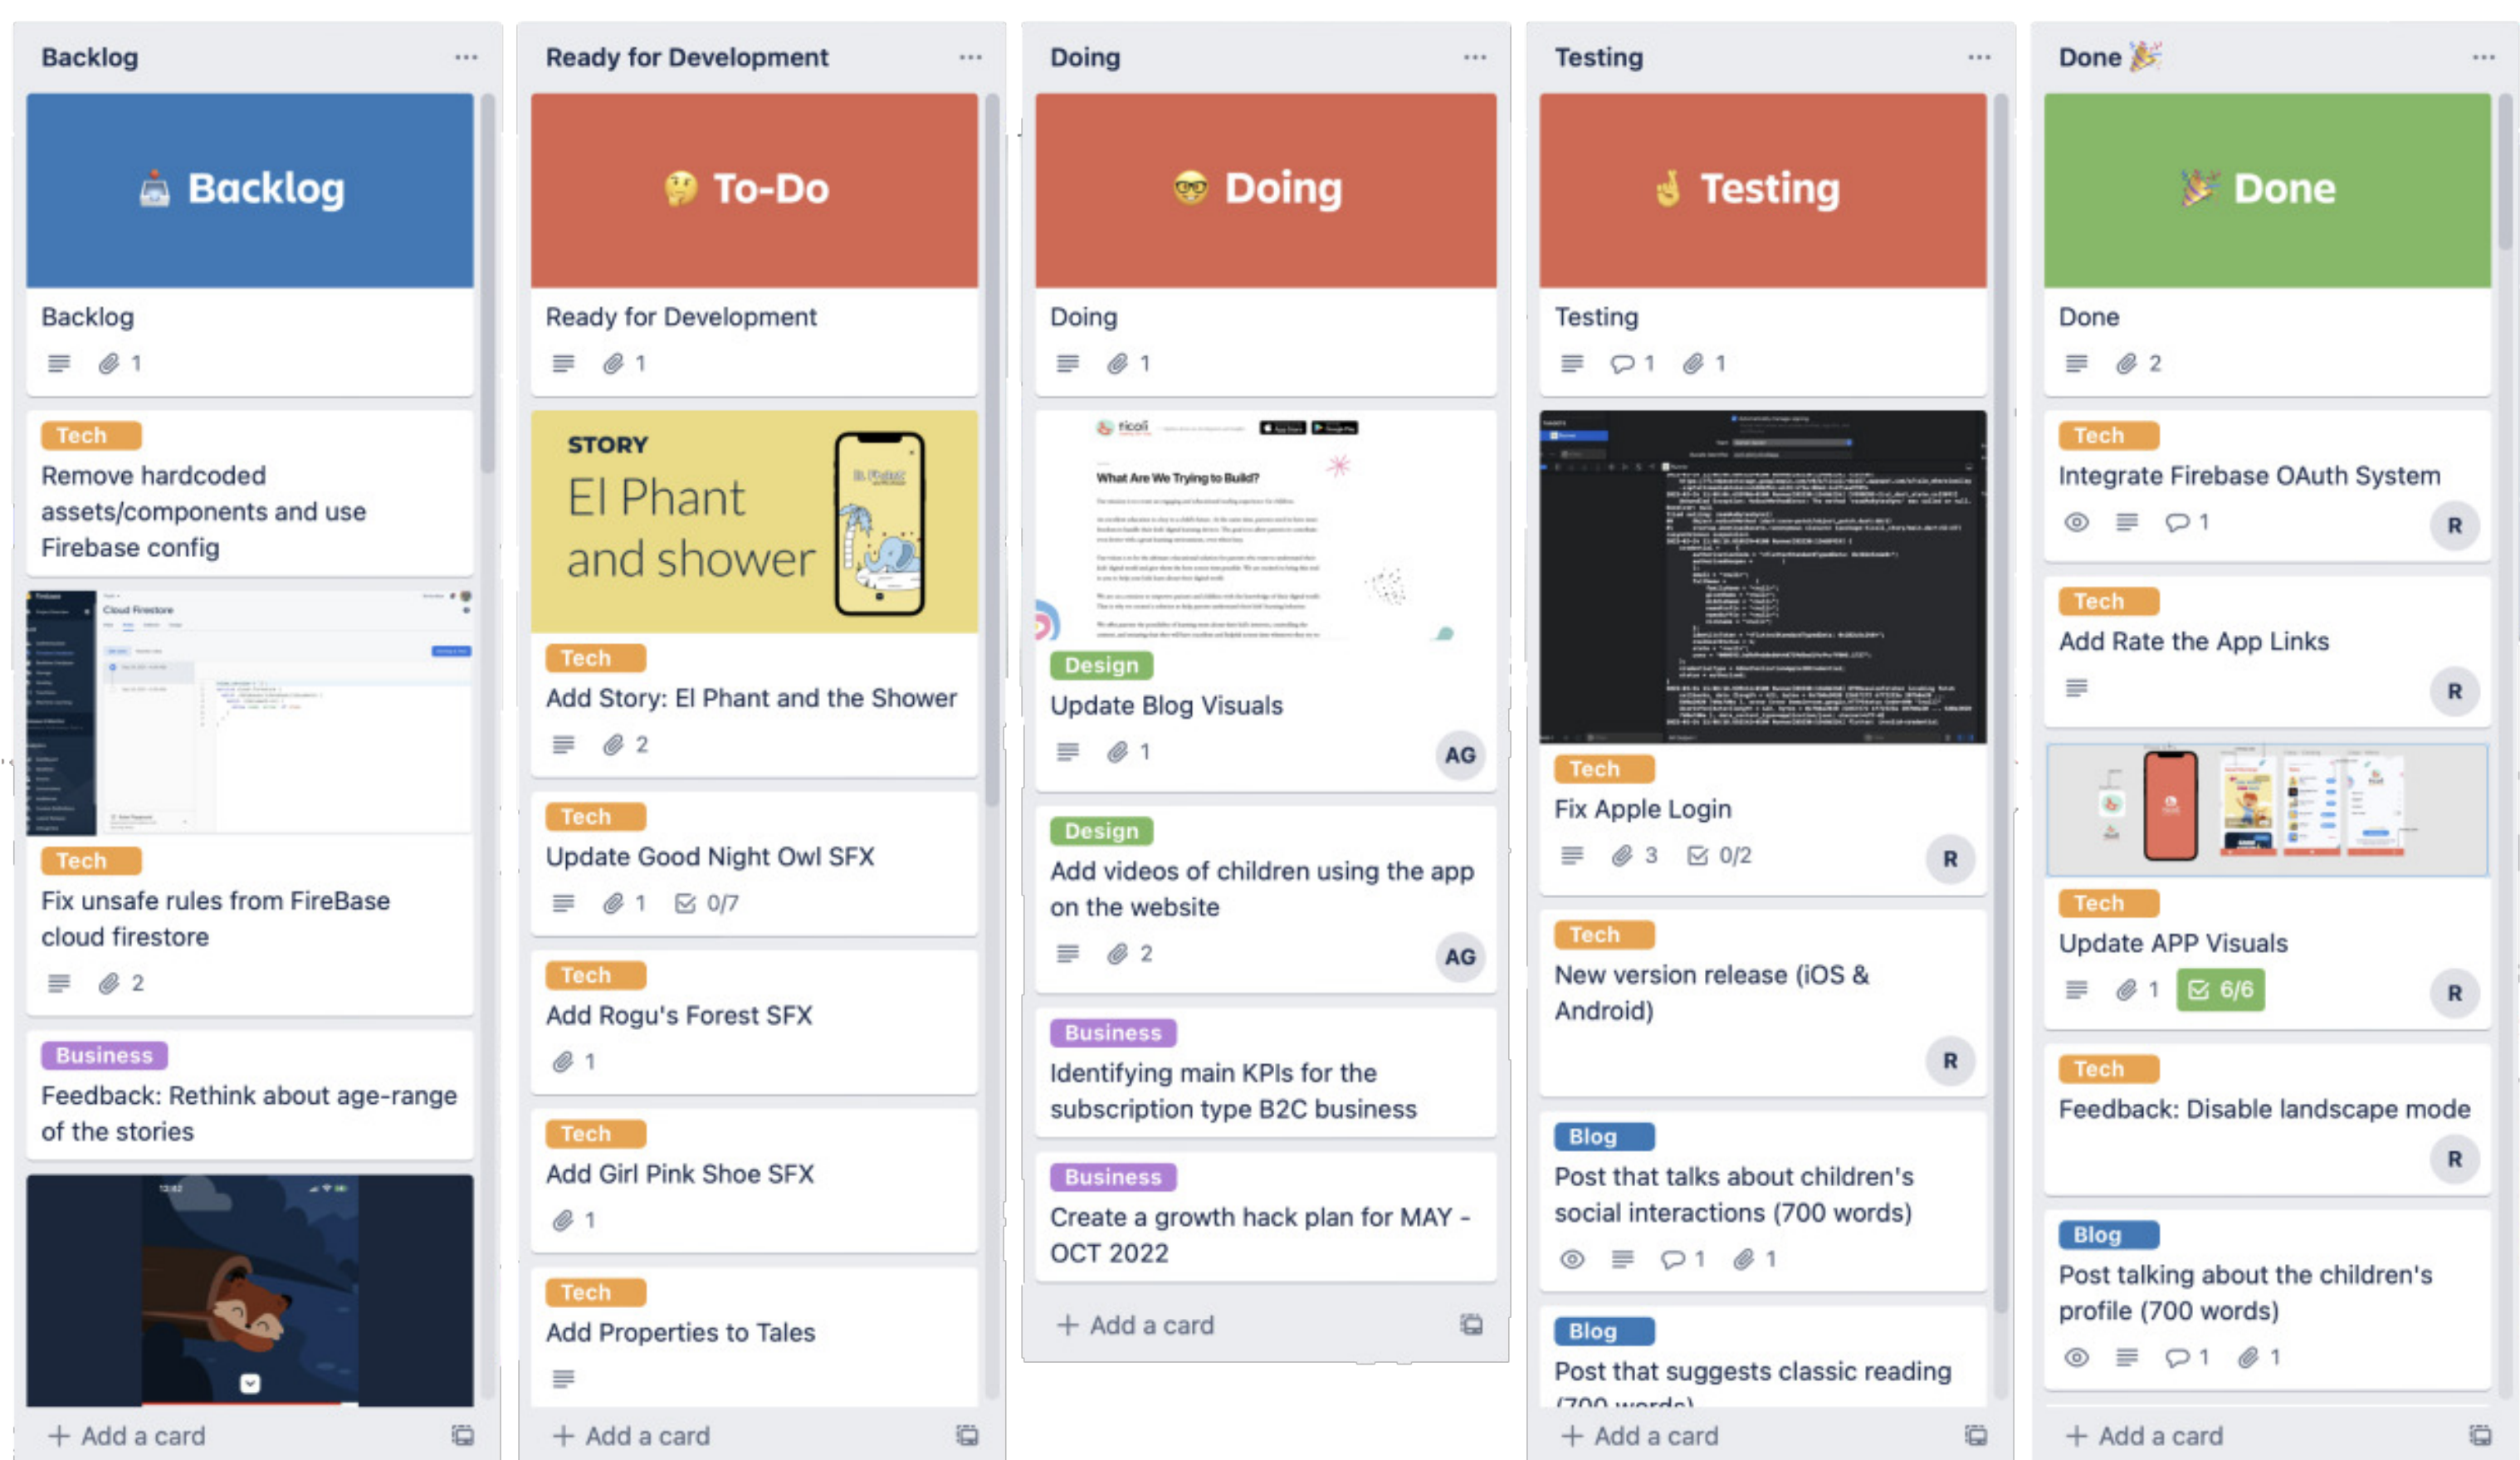 Backlog
Backlog
Backlog
1
Tech
Remove hardcoded
assets/components and use
Firebase config
Cloud Firestore
Tech
Fix unsafe rules from FireBase
cloud firestore
2
Business
Feedback: Rethink about age-range
of the stories
+ Add a card
Ready for Development
To-Do
Ready for Development
1
STORY
El Phant
and shower
Tech
Add Story: El Phant and the Shower
2
Tech
Update Good Night Owl SFX
1 0/7
Tech
Add Rogu's Forest SFX
1
Tech
Add Girl Pink Shoe SFX
1
Tech
Add Properties to Tales
+ Add a card
Doing
Doing
Doing
1
ticoli
App Store Google Play
What Are We Trying to Build?
Design
Update Blog Visuals
1 AG
Design
Add videos of children using the app
on the website
2 AG
Business
Identifying main KPIs for the
subscription type B2C business
Business
Create a growth hack plan for MAY -
OCT 2022
+ Add a card
Testing
Testing
Testing
1 1
Tech
Fix Apple Login
3 0/2 R
Tech
New version release (iOS &
Android)
R
Blog
Post that talks about children's
social interactions (700 words)
1 1
Blog
Post that suggests classic reading
(700 words)
+ Add a card
Done
Done
Done
2
Tech
Integrate Firebase OAuth System
1 R
Tech
Add Rate the App Links
R
Tech
Update APP Visuals
1 6/6 R
Tech
Feedback: Disable landscape mode
R
Blog
Post talking about the children's
profile (700 words)
1 1
+ Add a card